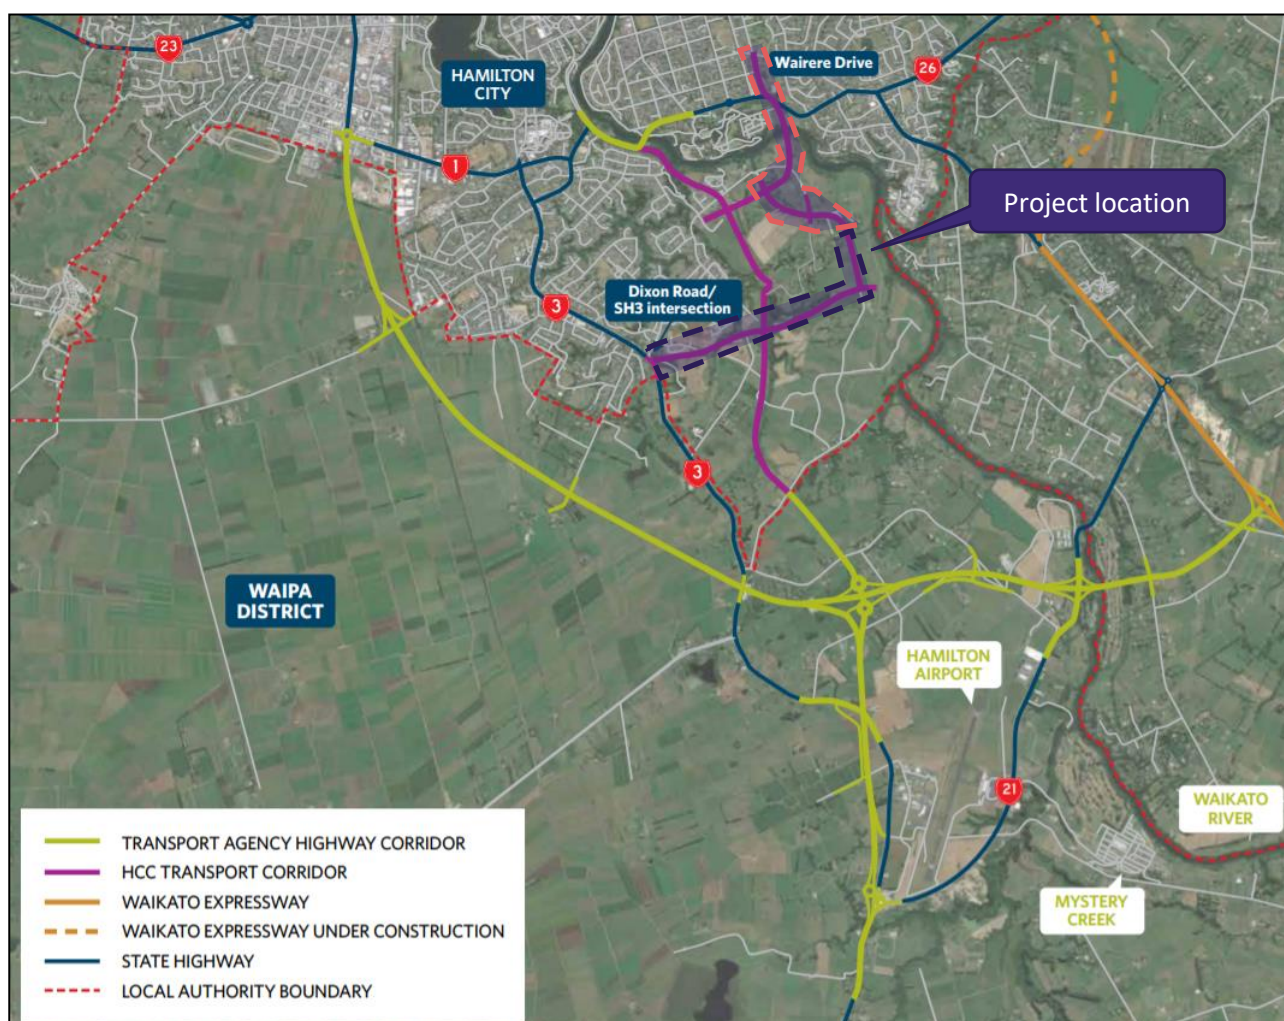 23
HAMILTON
CITY
Wairere Drive
26
1
Project location
Dixon Road/
SH3 intersection
3
3
WAIPA
DISTRICT
HAMILTON
AIRPORT
21
WAIKATO
RIVER
MYSTERY
CREEK
TRANSPORT AGENCY HIGHWAY CORRIDOR
HCC TRANSPORT CORRIDOR
WAIKATO EXPRESSWAY
WAIKATO EXPRESSWAY UNDER CONSTRUCTION
STATE HIGHWAY
LOCAL AUTHORITY BOUNDARY